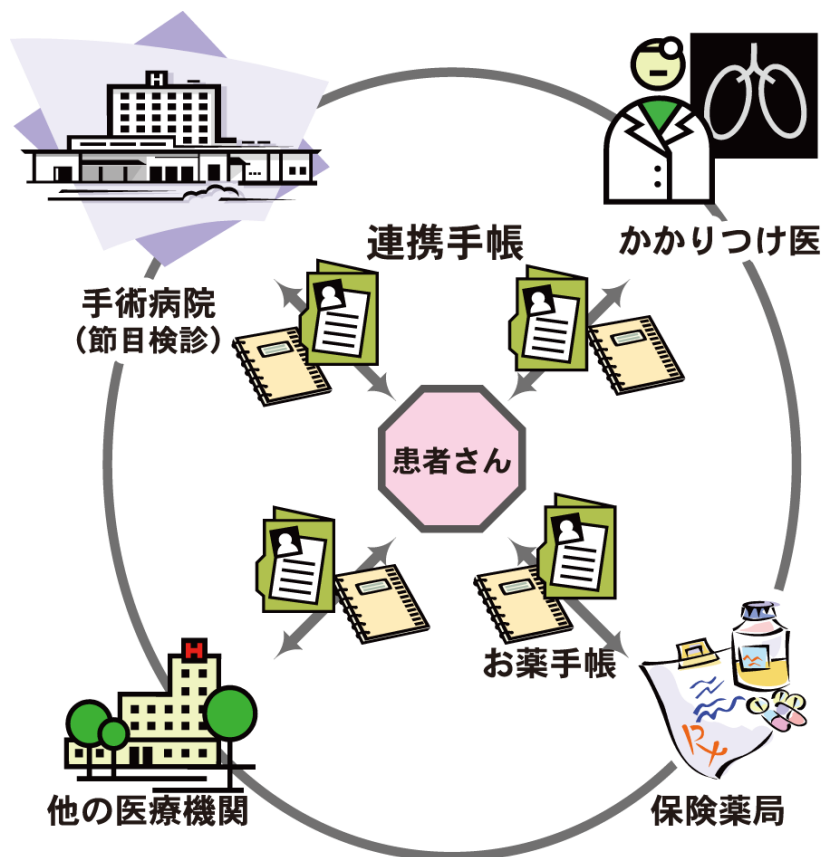 H
連携手帳
かかりつけ医
手術病院
（節目検診）
患者さん
お薬手帳
H
他の医療機関
Rx
保険薬局